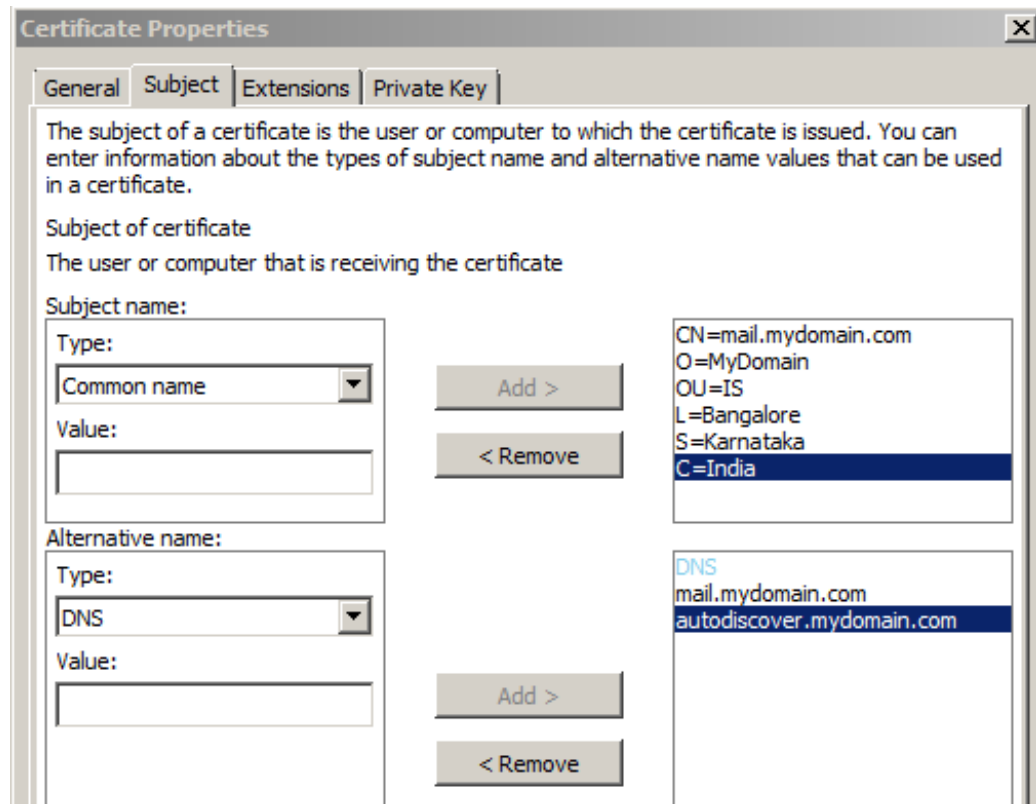 Certificate Properties
General Subject Extensions Private Key
The subject of a certificate is the user or computer to which the certificate is issued. You can
enter information about the types of subject name and alternative name values that can be used
in a certificate.
Subject of certificate
The user or computer that is receiving the certificate
Subject name:
Type:
Common name
Value:
Add >
< Remove
CN=mail.mydomain.com
O=MyDomain
OU=IS
L=Bangalore
S=Karnataka
C=India
Alternative name:
Type:
DNS
Value:
Add >
< Remove
DNS
mail.mydomain.com
autodiscover.mydomain.com